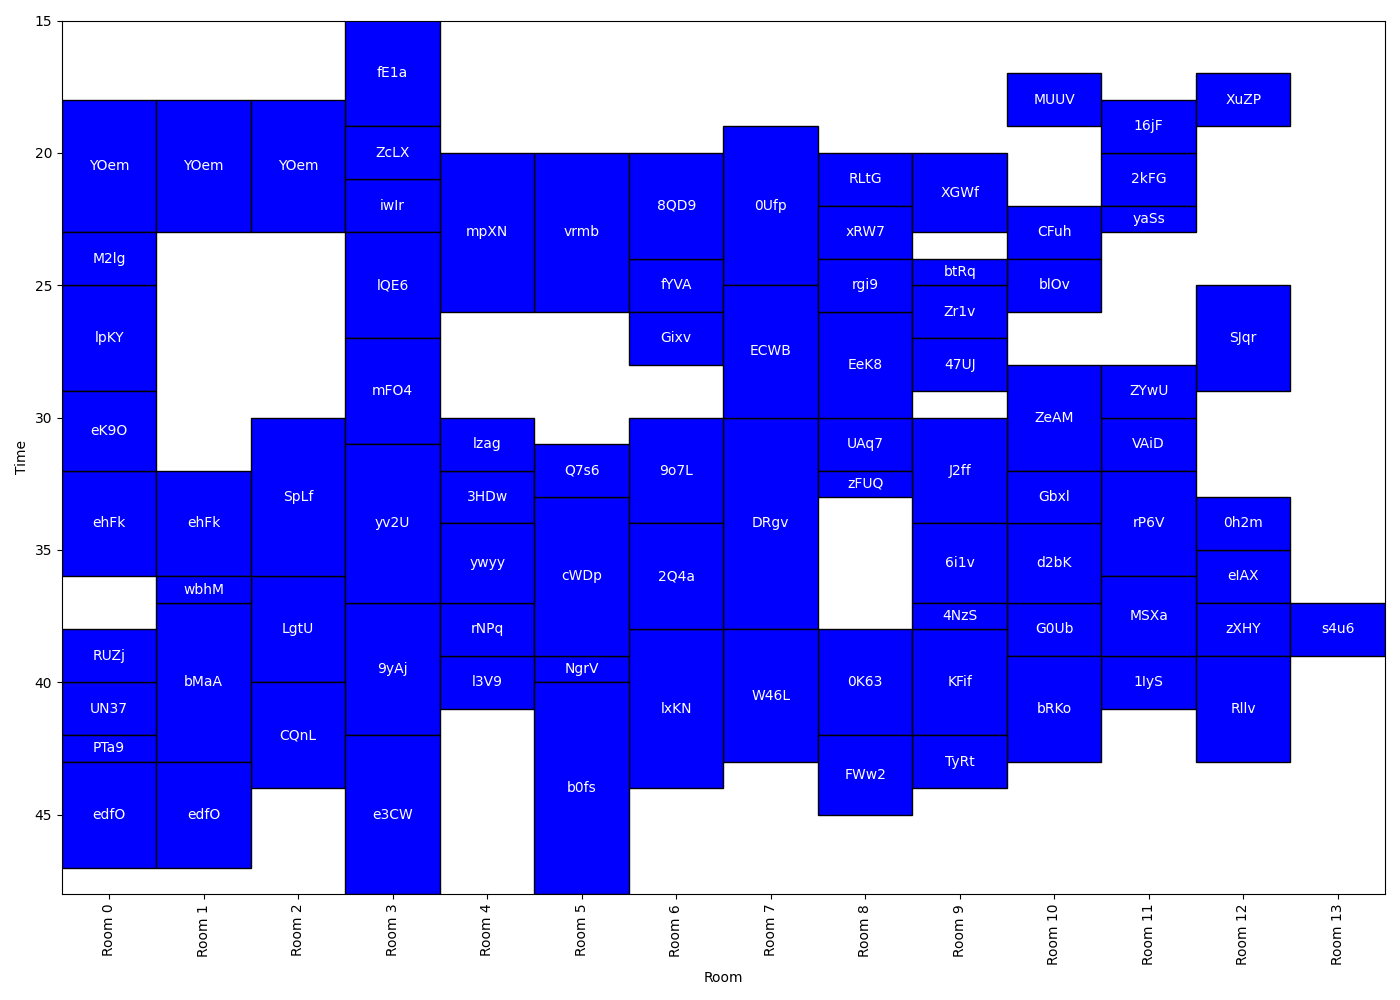 15
20
25
30
35
40
45
Time
YOem
M2lg
lpKY
eK9O
ehFk
RUZj
UN37
PTa9
edfO
YOem
ehFk
wbhM
bMaA
edfO
YOem
SpLf
LgtU
CQnL
fE1a
ZcLX
iwIr
lQE6
mFO4
yv2U
9yAj
e3CW
mpXN
lzag
3HDw
ywyy
rNPq
l3V9
vrmb
Q7s6
cWDp
NgrV
b0fs
8QD9
fYVA
Gixv
9o7L
2Q4a
lxKN
0Ufp
ECWB
DRgv
W46L
RLtG
xRW7
rgi9
EeK8
UAq7
zFUQ
0K63
FWw2
XGWf
btRq
Zr1v
47UJ
J2ff
6i1v
4NzS
KFif
TyRt
MUUV
CFuh
blOv
ZeAM
Gbxl
d2bK
G0Ub
bRKo
16jF
2kFG
yaSs
ZYwU
VAiD
rP6V
MSXa
1IyS
XuZP
SJqr
0h2m
eIAX
zXHY
Rllv
s4u6
Room 0
Room 1
Room 2
Room 3
Room 4
Room 5
Room 6
Room 7
Room 8
Room 9
Room 10
Room 11
Room 12
Room 13
Room